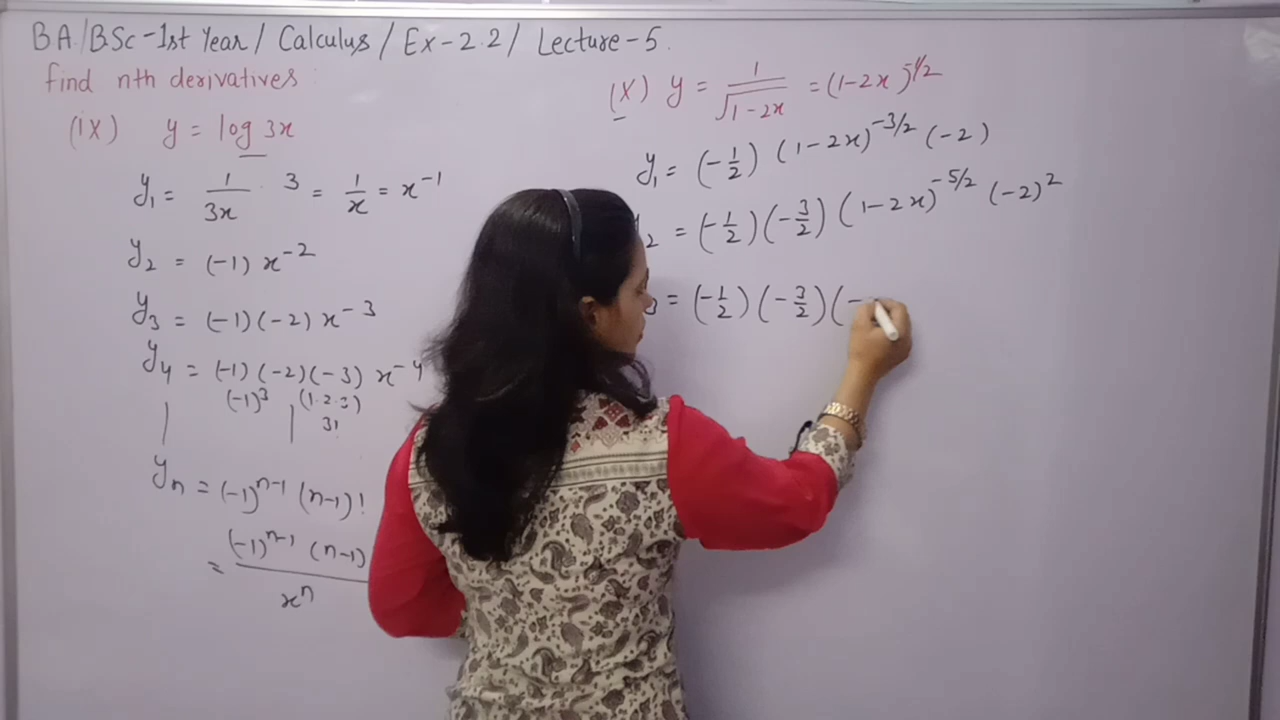 BA/BSc-1st Year/ Calculus / Ex-2.2/ Lecture-5.
find nth derivatives:
(ix) y = log 3x
y₁ = 1/3x · 3 = 1/x = x⁻¹
y₂ = (-1) x⁻²
y₃ = (-1)(-2) x⁻³
y₄ = (-1)(-2)(-3) x⁻⁴
(-1)³ (1·2·3)
3!
yₙ = (-1)ⁿ⁻¹ (n-1)!
= (-1)ⁿ⁻¹ (n-1) / xⁿ
(X) y = 1/√(1-2x) = (1-2x)^(-1/2)
y₁ = (-1/2) (1-2x)^(-3/2) (-2)
₂ = (-1/2)(-3/2) (1-2x)^(-5/2) (-2)²
₃ = (-1/2)(-3/2)(-